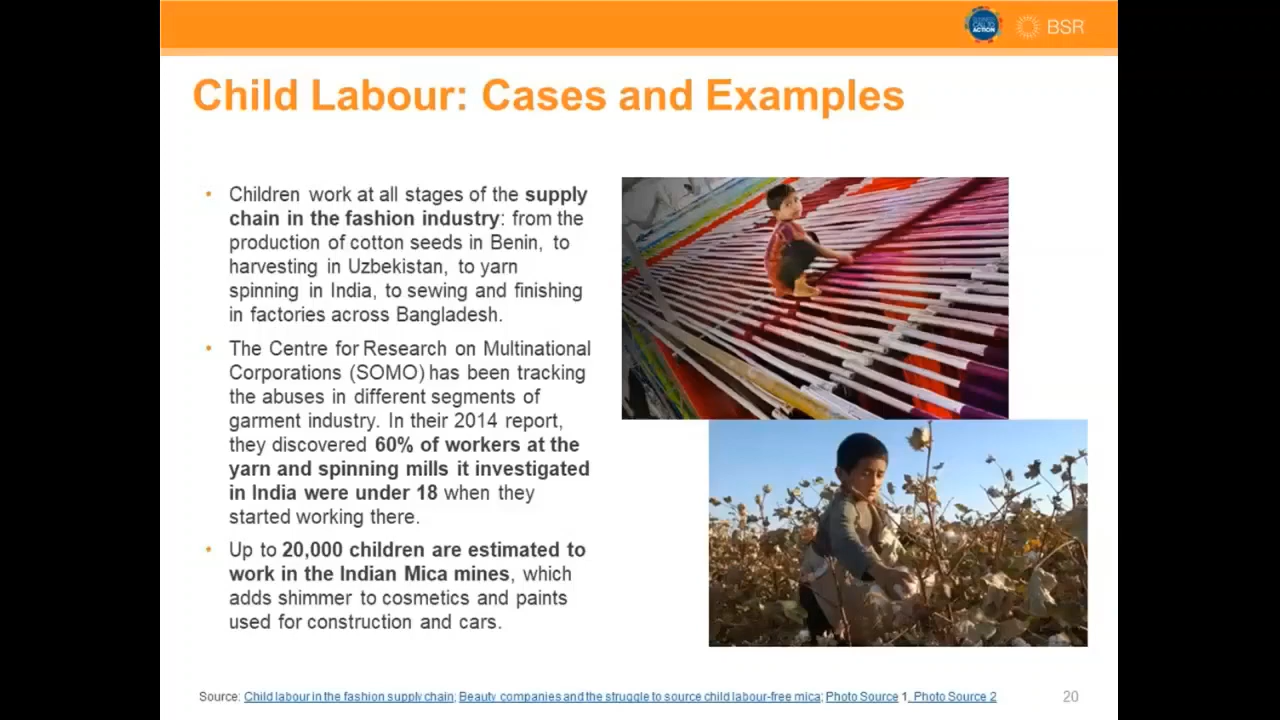 CALL TO
ACTION
BSR
Child Labour: Cases and Examples
• Children work at all stages of the supply
chain in the fashion industry: from the
production of cotton seeds in Benin, to
harvesting in Uzbekistan, to yarn
spinning in India, to sewing and finishing
in factories across Bangladesh.
• The Centre for Research on Multinational
Corporations (SOMO) has been tracking
the abuses in different segments of
garment industry. In their 2014 report,
they discovered 60% of workers at the
yarn and spinning mills it investigated
in India were under 18 when they
started working there.
• Up to 20,000 children are estimated to
work in the Indian Mica mines, which
adds shimmer to cosmetics and paints
used for construction and cars.
Source: Child labour in the fashion supply chain; Beauty companies and the struggle to source child labour-free mica; Photo Source 1, Photo Source 2
20